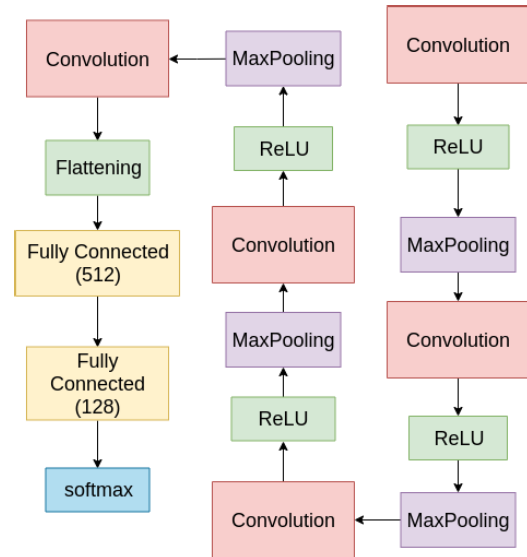 Convolution
ReLU
MaxPooling
Convolution
ReLU
MaxPooling
Convolution
ReLU
MaxPooling
Convolution
ReLU
MaxPooling
Convolution
Flattening
Fully Connected
(512)
Fully
Connected
(128)
softmax